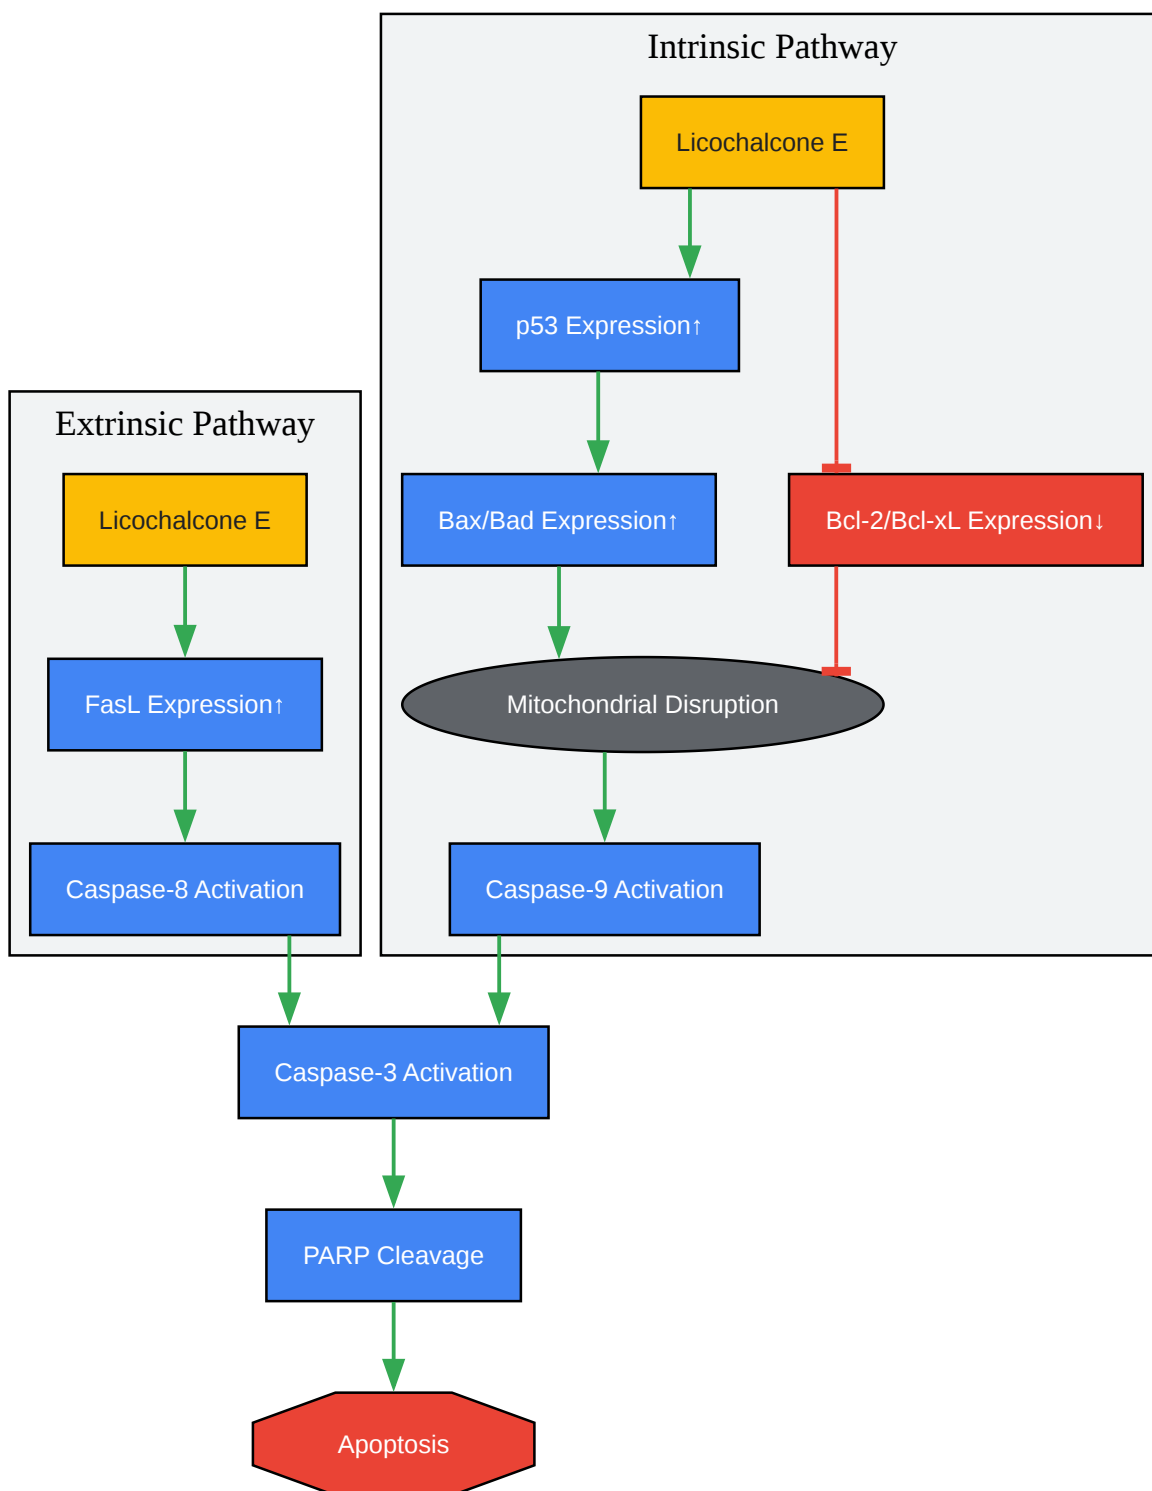 Intrinsic Pathway
Licochalcone E
p53 Expression↑
Extrinsic Pathway
Licochalcone E
Bax/Bad Expression↑
Bcl-2/Bcl-xL Expression↓
FasL Expression↑
Mitochondrial Disruption
Caspase-8 Activation
Caspase-9 Activation
Caspase-3 Activation
PARP Cleavage
Apoptosis